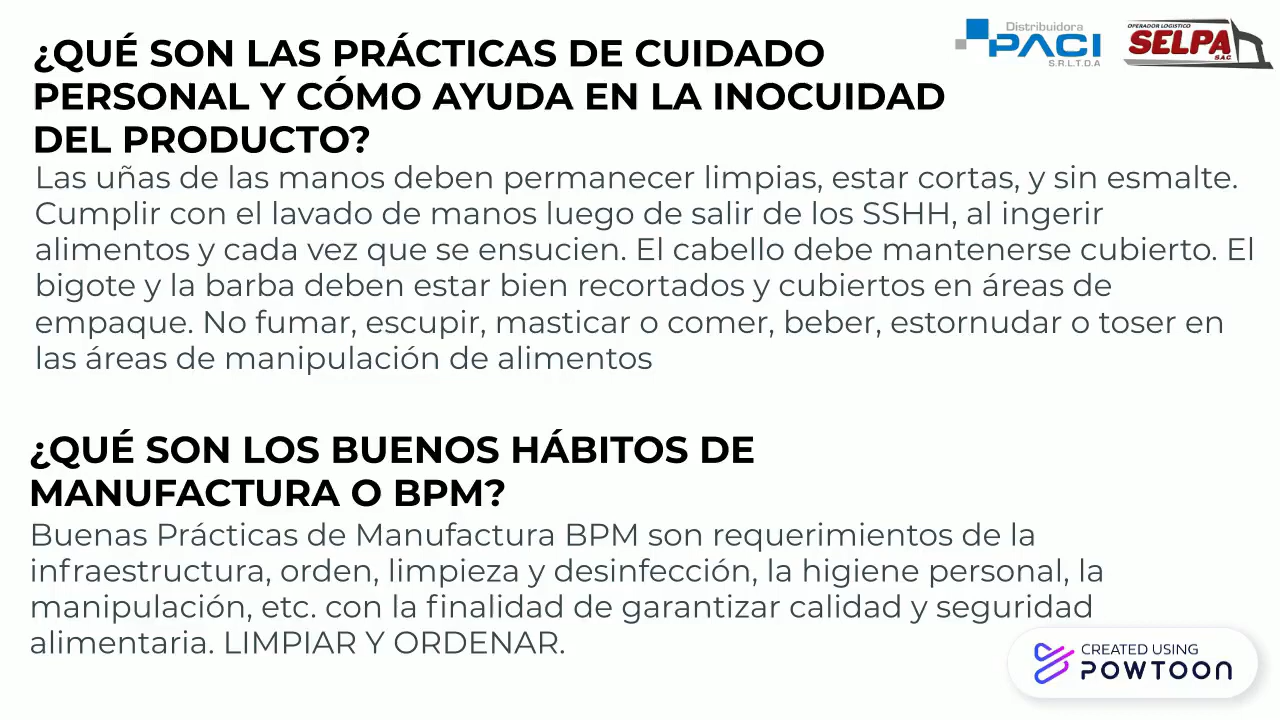 ¿QUÉ SON LAS PRÁCTICAS DE CUIDADO
PERSONAL Y CÓMO AYUDA EN LA INOCUIDAD
DEL PRODUCTO?
Distribuidora
PACI
S.R.L.T.D.A
OPERADOR LOGISTICO
SELPA
S.A.C
Las uñas de las manos deben permanecer limpias, estar cortas, y sin esmalte.
Cumplir con el lavado de manos luego de salir de los SSHH, al ingerir
alimentos y cada vez que se ensucien. El cabello debe mantenerse cubierto. El
bigote y la barba deben estar bien recortados y cubiertos en áreas de
empaque. No fumar, escupir, masticar o comer, beber, estornudar o toser en
las áreas de manipulación de alimentos
¿QUÉ SON LOS BUENOS HÁBITOS DE
MANUFACTURA O BPM?
Buenas Prácticas de Manufactura BPM son requerimientos de la
infraestructura, orden, limpieza y desinfección, la higiene personal, la
manipulación, etc. con la finalidad de garantizar calidad y seguridad
alimentaria. LIMPIAR Y ORDENAR.
CREATED USING
POWTOON